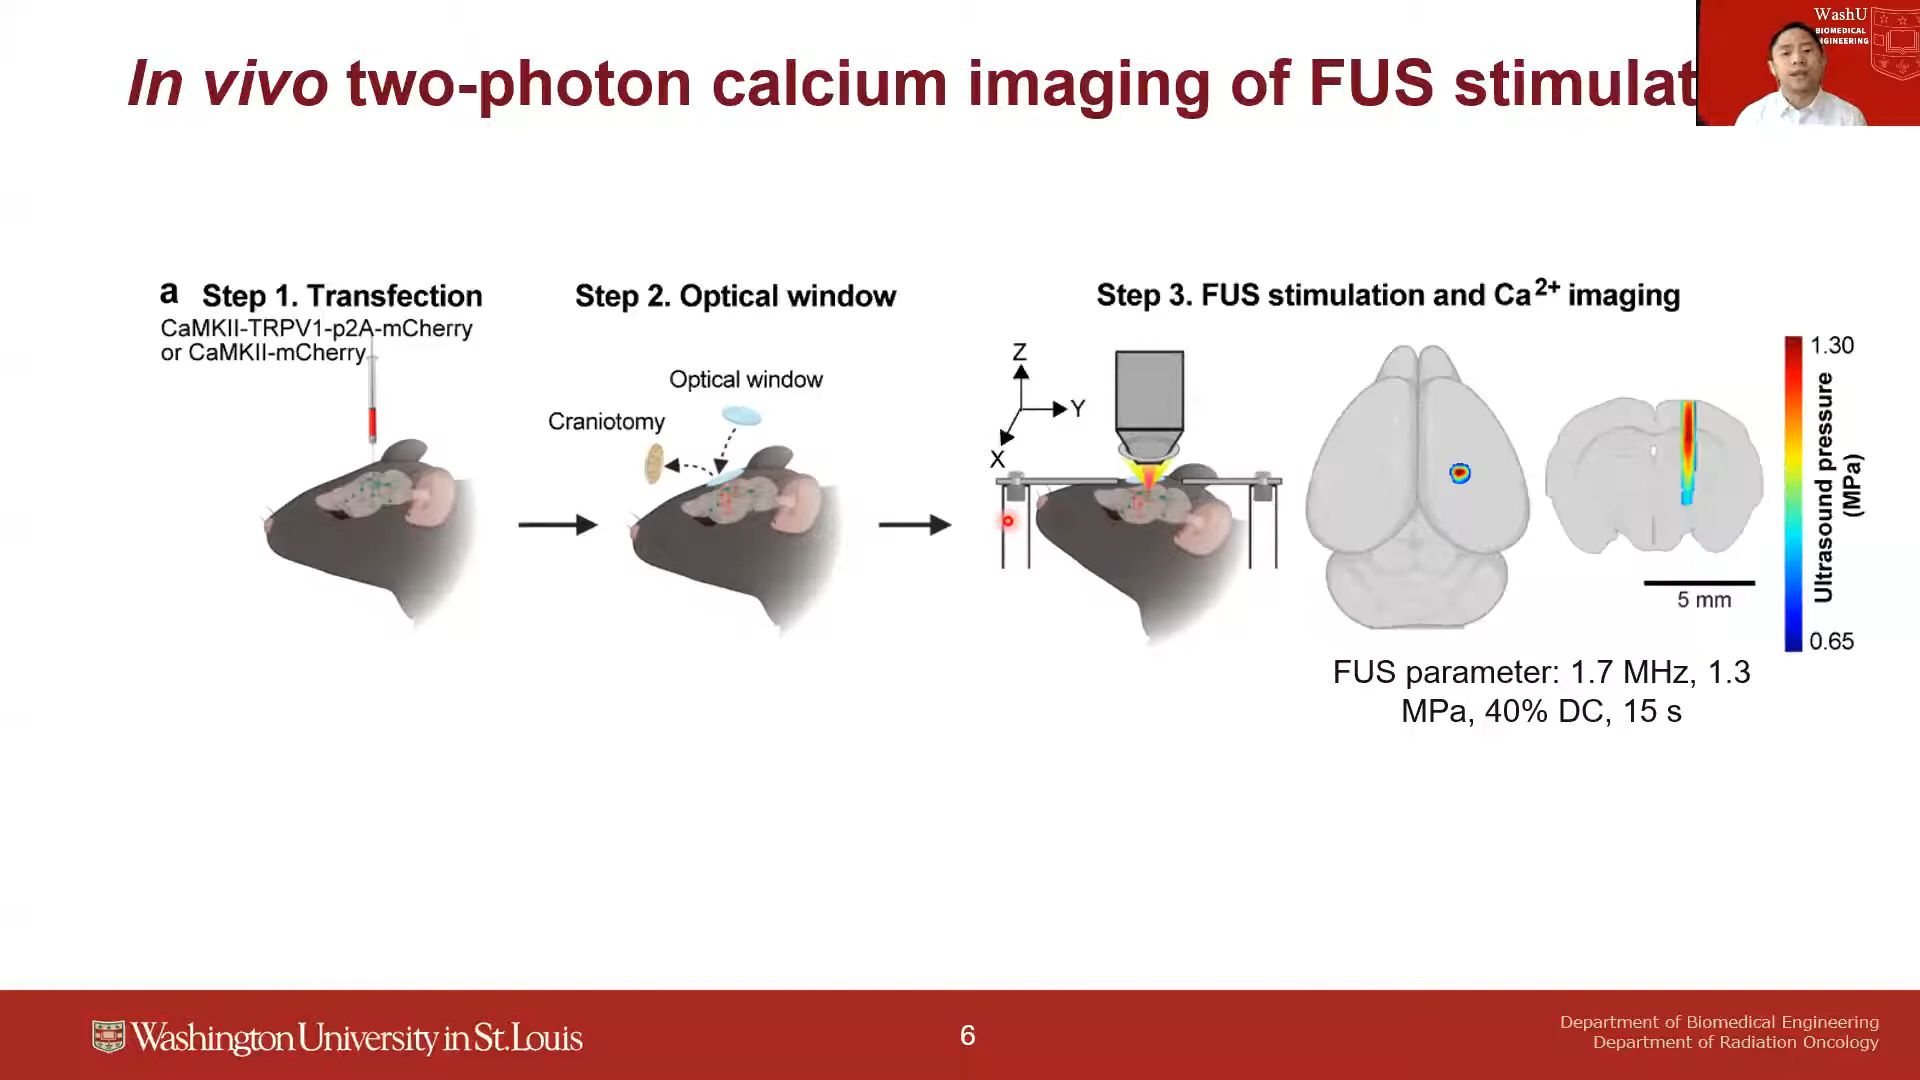 WashU
BIOMEDICAL
NGINEERING
In vivo two-photon calcium imaging of FUS stimulat
a Step 1. Transfection
CaMKII-TRPV1-p2A-mCherry
or CaMKII-mCherry
Step 2. Optical window
Optical window
Craniotomy
Step 3. FUS stimulation and Ca2+ imaging
Z
Y
X
1.30
Ultrasound pressure
(MPa)
0.65
5 mm
FUS parameter: 1.7 MHz, 1.3
MPa, 40% DC, 15 s
Washington University in St. Louis
6
Department of Biomedical Engineering
Department of Radiation Oncology